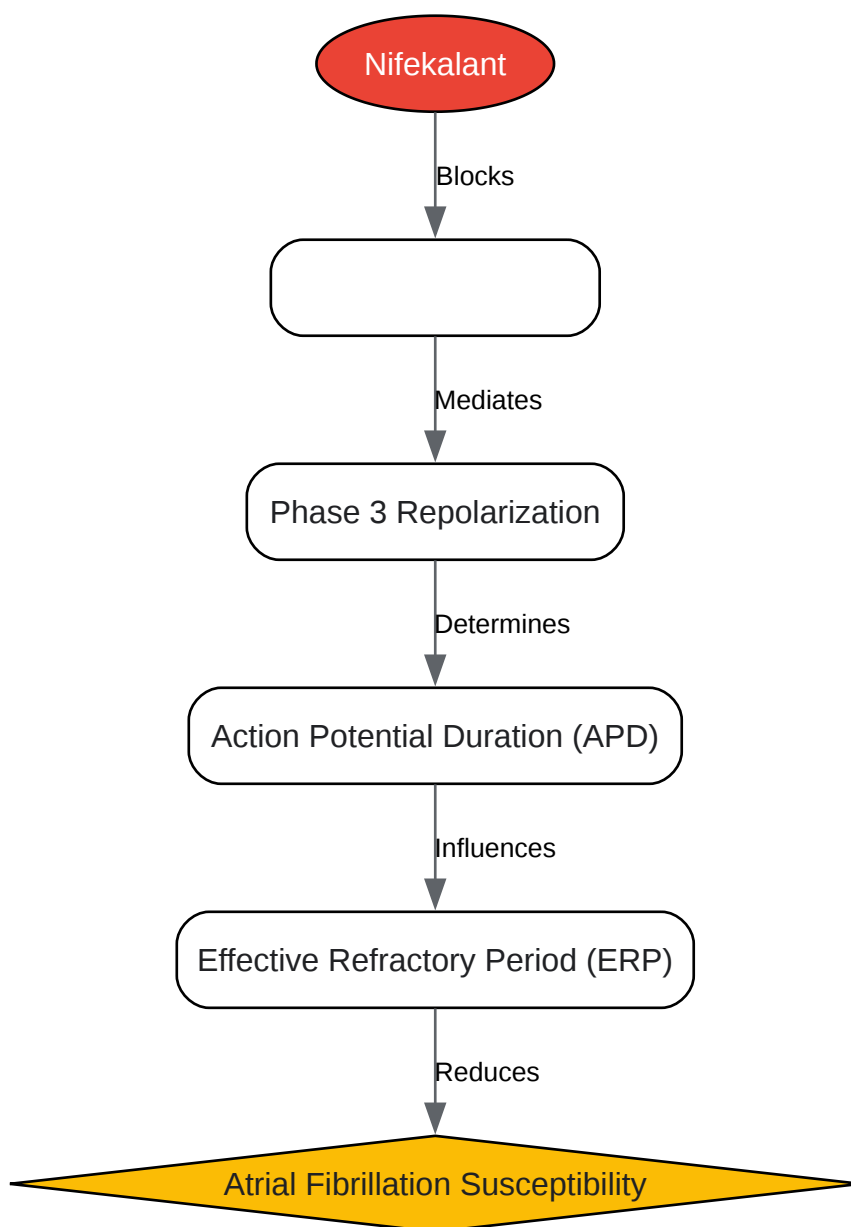 Nifekalant
Blocks
Mediates
Phase 3 Repolarization
Determines
Action Potential Duration (APD)
Influences
Effective Refractory Period (ERP)
Reduces
Atrial Fibrillation Susceptibility